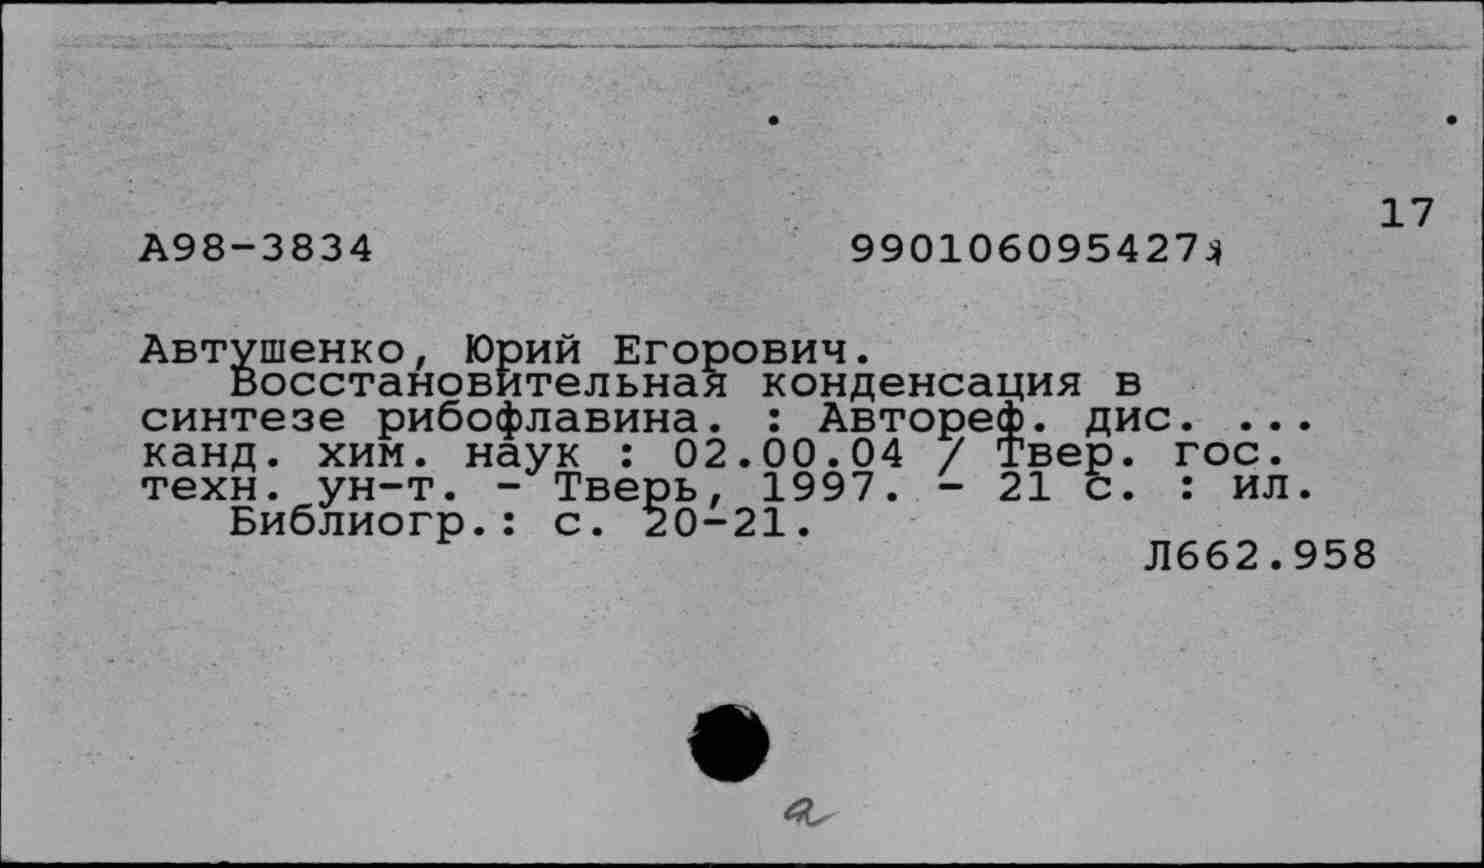 17
А98-3834 990106095427
Автушенко, Юрий Егорович.
Восстановительная конденсация в
синтезе рибофлавина. : Автореф. дис. ...
канд. хим. наук : 02.00.04 / Твер. гос.
техн. ун-т. - Тверь, 1997. - 21 с. : ил.
Библиогр.: с. 20-21.
Л662.958
а